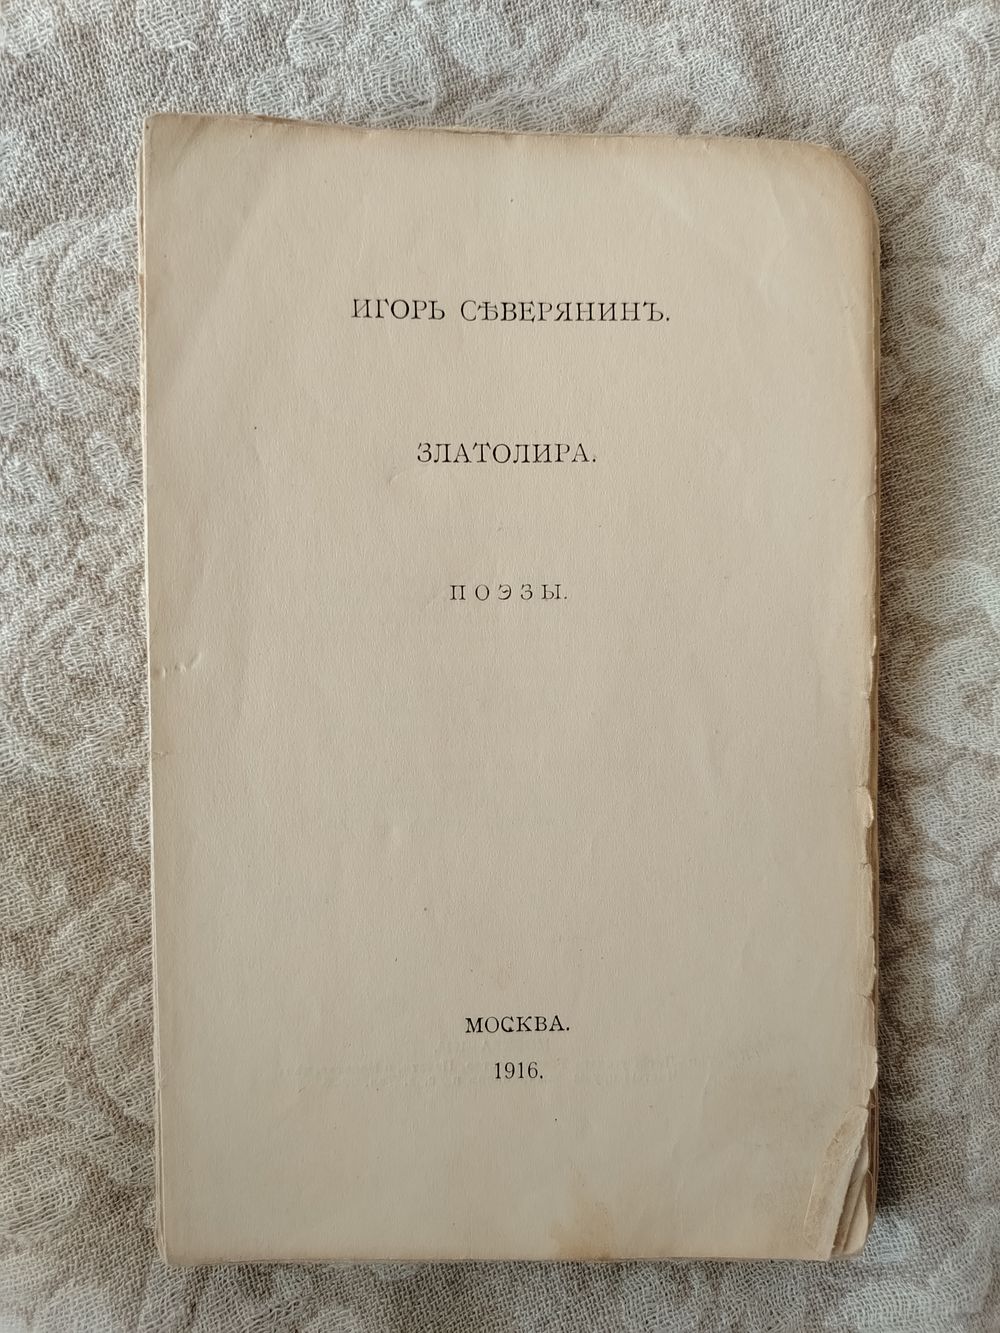 ИГОРЬ СѢВЕРЯНИНЪ.
ЗЛАТОЛИРА.
ПОЭЗЫ.
МОСКВА.
1916.